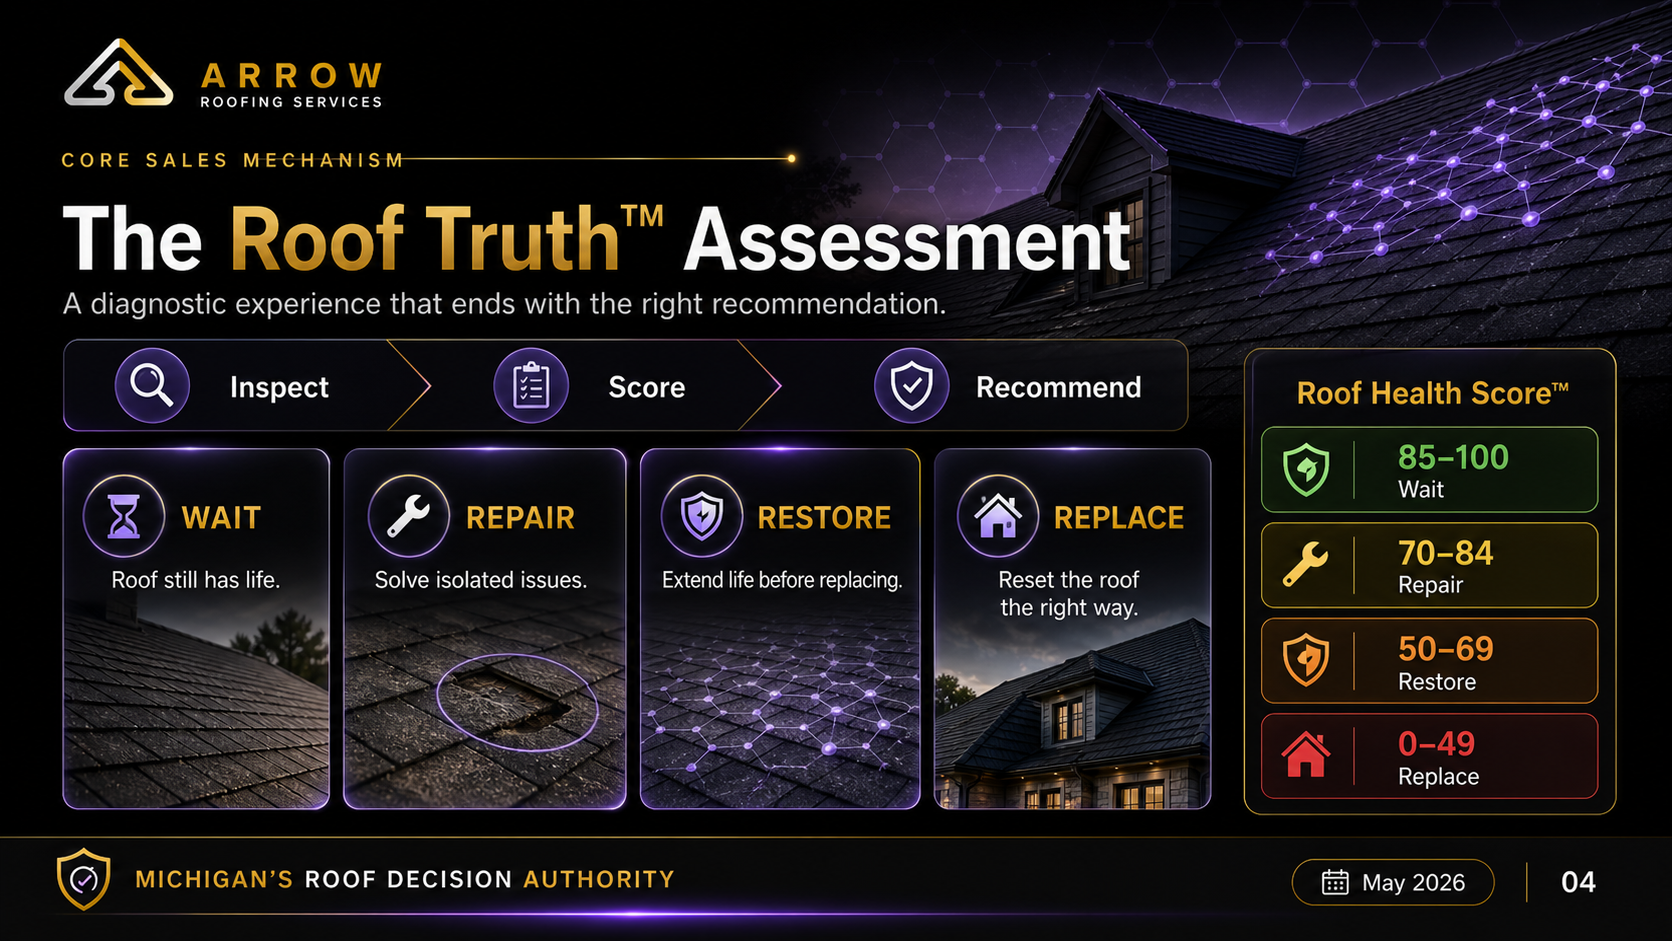 ARROW
ROOFING SERVICES
CORE SALES MECHANISM
The Roof Truth™ Assessment
A diagnostic experience that ends with the right recommendation.
Inspect
Score
Recommend
WAIT
Roof still has life.
REPAIR
Solve isolated issues.
RESTORE
Extend life before replacing.
REPLACE
Reset the roof
the right way.
Roof Health Score™
85–100
Wait
70–84
Repair
50–69
Restore
0–49
Replace
MICHIGAN'S ROOF DECISION AUTHORITY
May 2026
04